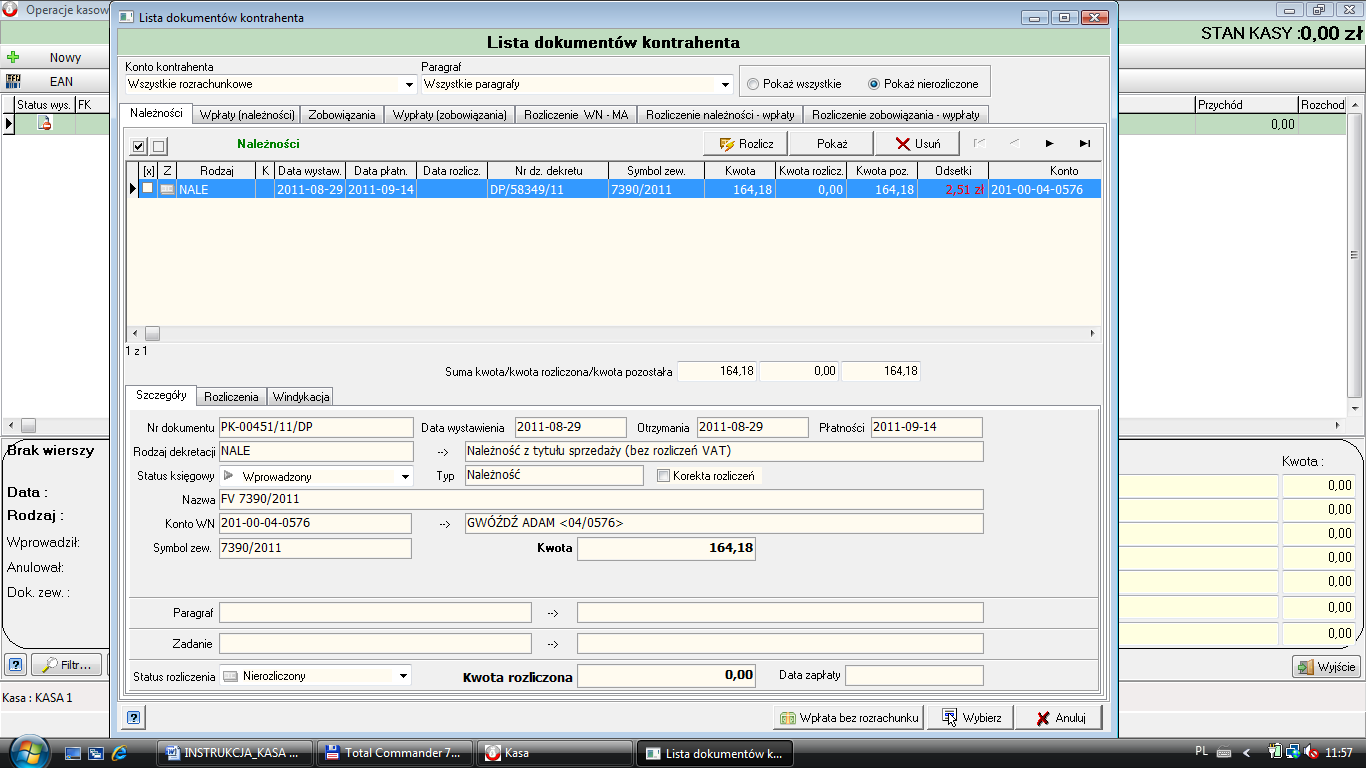 Operacje kasow
Lista dokumentów kontrahenta
Lista dokumentów kontrahenta
STAN KASY :0,00 zł
Nowy
EAN
Status wys. FK
Przychód Rozchod
0,00
Konto kontrahenta Paragraf
Wszystkie rozrachunkowe Wszystkie paragrafy Pokaż wszystkie Pokaż nierozliczone
Należności Wpłaty (należności) Zobowiązania Wypłaty (zobowiązania) Rozliczenie WN - MA Rozliczenie należności - wpłaty Rozliczenie zobowiązania - wypłaty
Należności Rozlicz Pokaż Usuń
[x] Z Rodzaj K Data wystaw. Data płatn. Data rozlicz. Nr dz. dekretu Symbol zew. Kwota Kwota rozlicz. Kwota poz. Odsetki Konto
NALE 2011-08-29 2011-09-14 DP/58349/11 7390/2011 164,18 0,00 164,18 2,51 zł 201-00-04-0576
1 z 1
Suma kwota/kwota rozliczona/kwota pozostała 164,18 0,00 164,18
Szczegóły Rozliczenia Windykacja
Nr dokumentu PK-00451/11/DP Data wystawienia 2011-08-29 Otrzymania 2011-08-29 Płatności 2011-09-14
Rodzaj dekretacji NALE --> Należność z tytułu sprzedaży (bez rozliczeń VAT)
Status księgowy Wprowadzony Typ Należność Korekta rozliczeń
Nazwa FV 7390/2011
Konto WN 201-00-04-0576 --> GWÓŹDŹ ADAM <04/0576>
Symbol zew. 7390/2011 Kwota 164,18
Paragraf -->
Zadanie -->
Status rozliczenia Nierozliczony Kwota rozliczona 0,00 Data zapłaty
Wpłata bez rozrachunku Wybierz Anuluj
Brak wierszy
Data :
Rodzaj :
Wprowadził:
Anulował:
Dok. zew. :
Filtr...
Kasa : KASA 1
Kwota :
0,00
0,00
0,00
0,00
0,00
0,00
0,00
Wyjście
INSTRUKCJA_KASA ... Total Commander 7... Kasa Lista dokumentów k... PL 11:57